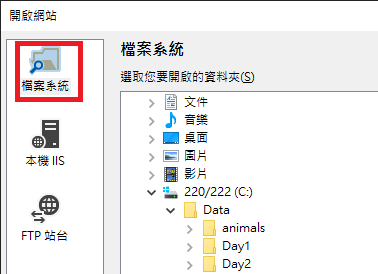 開啟網站
檔案系統
本機 IIS
FTP 站台
檔案系統
選取您要開啟的資料夾(S)
文件
音樂
桌面
圖片
影片
220/222 (C:)
Data
animals
Day1
Day2